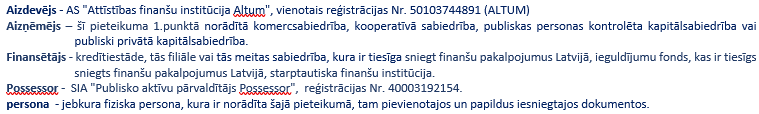 Aizdevējs - AS "Attīstības finanšu institūcija Altum", vienotais reģistrācijas Nr. 50103744891 (ALTUM)
Aizņēmējs – šī pieteikuma 1.punktā norādītā komercsabiedrība, kooperatīvā sabiedrība, publiskas personas kontrolēta kapitālsabiedrība vai
publiski privātā kapitālsabiedrība.
Finansētājs - kredītiestāde, tās filiāle vai tās meitas sabiedrība, kura ir tiesīga sniegt finanšu pakalpojumus Latvijā, ieguldījumu fonds, kas ir tiesīgs
sniegts finanšu pakalpojumus Latvijā, starptautiska finanšu institūcija.
Possessor - SIA "Publisko aktīvu pārvaldītājs Possessor", reģistrācijas Nr. 40003192154.
persona - jebkura fiziska persona, kura ir norādīta šajā pieteikumā, tam pievienotajos un papildus iesniegtajos dokumentos.